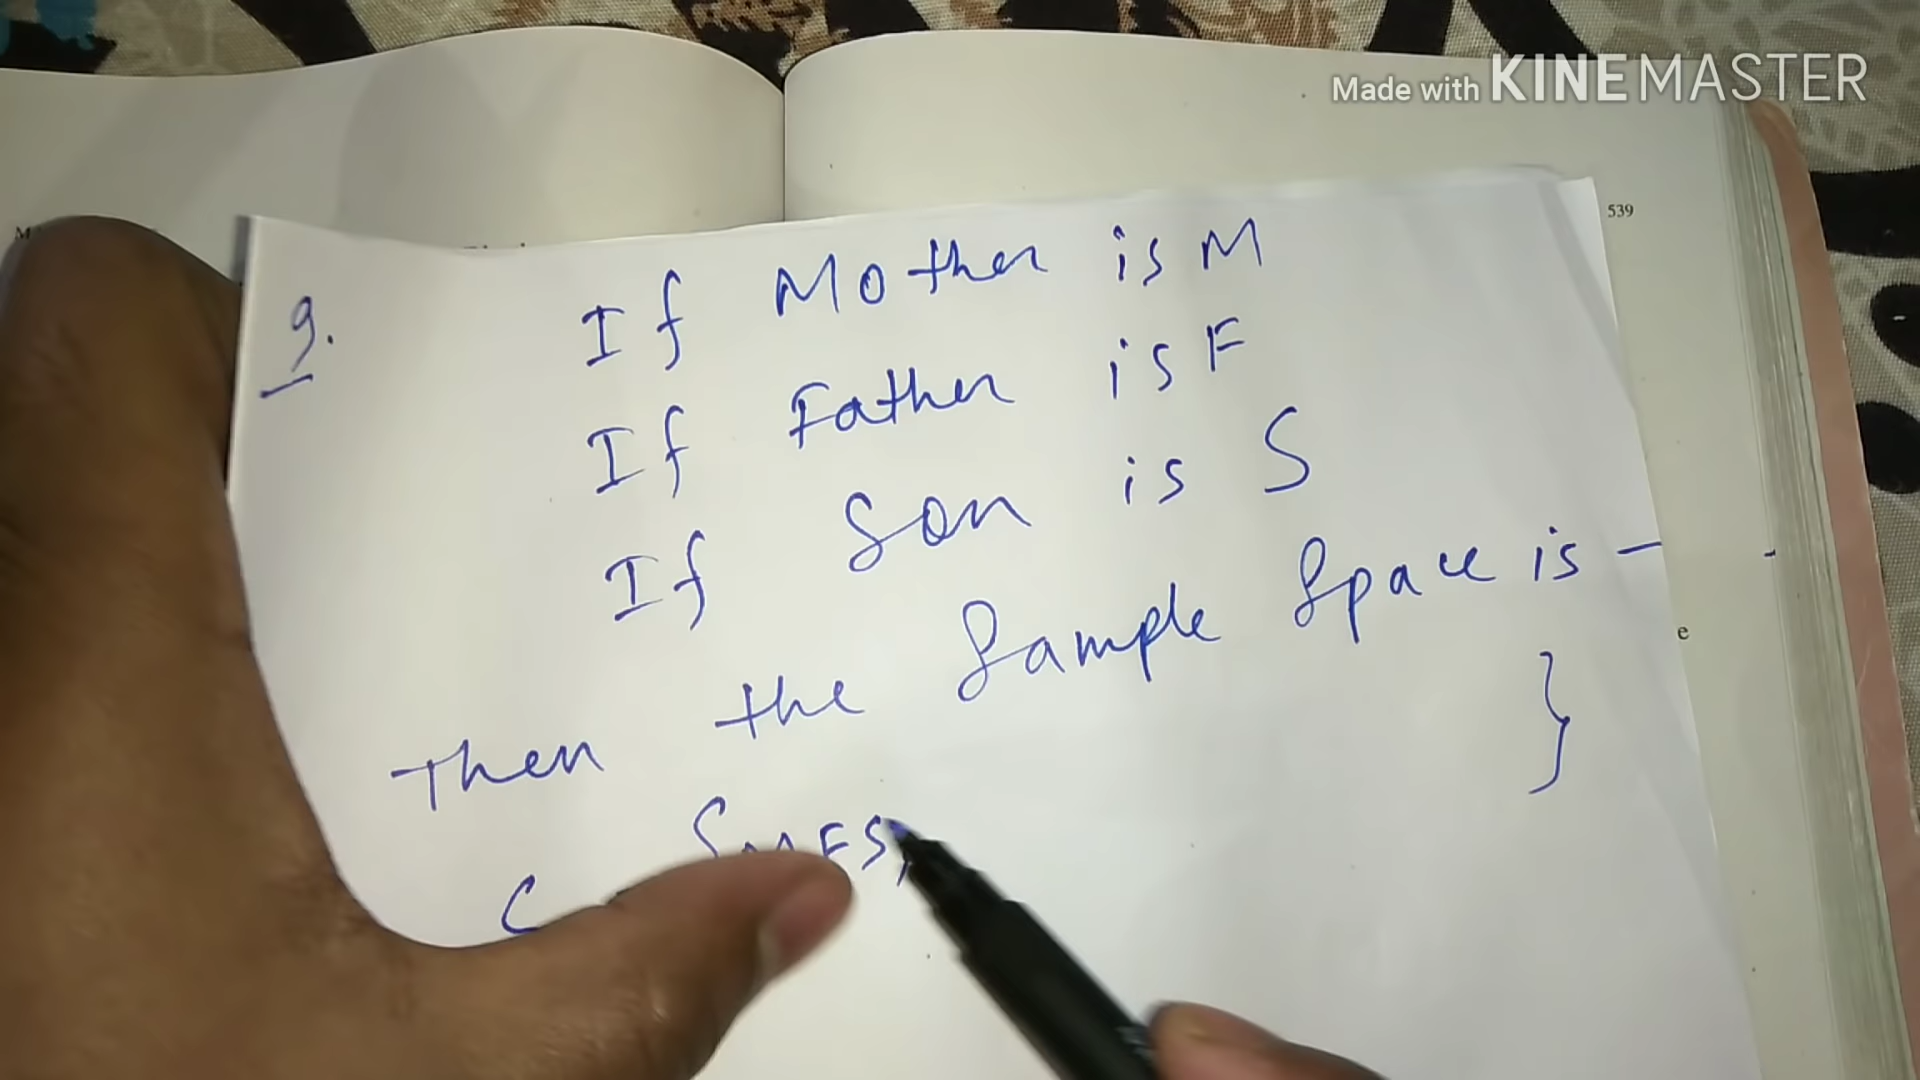 Made with KINEMASTER
539
9. If Mother is M
If Father is F
If Son is S
Then the Sample Space is -
e
S {MFS, }